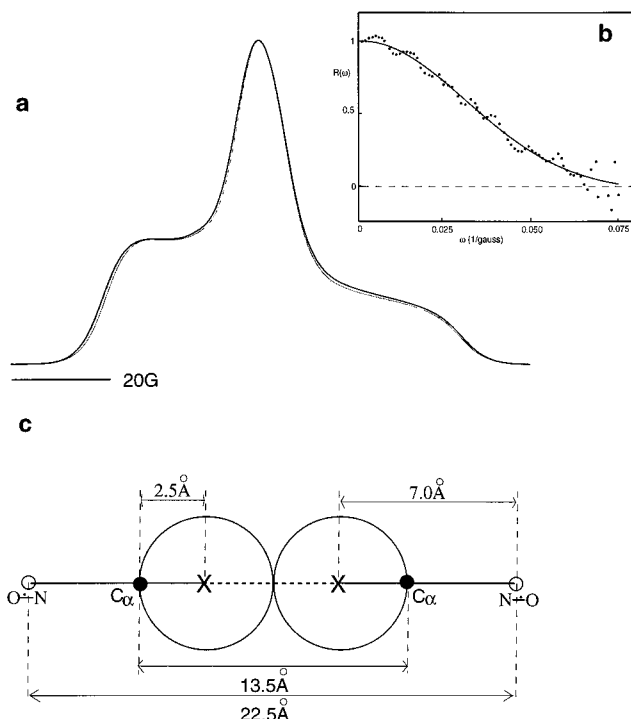 a
b
1
R(ω)
0.5
0
0 0.025 0.050 0.075
ω (1/gauss)
20G
c
2.5Å
7.0Å
O∸N Cα X X Cα N∸O
13.5Å
22.5Å